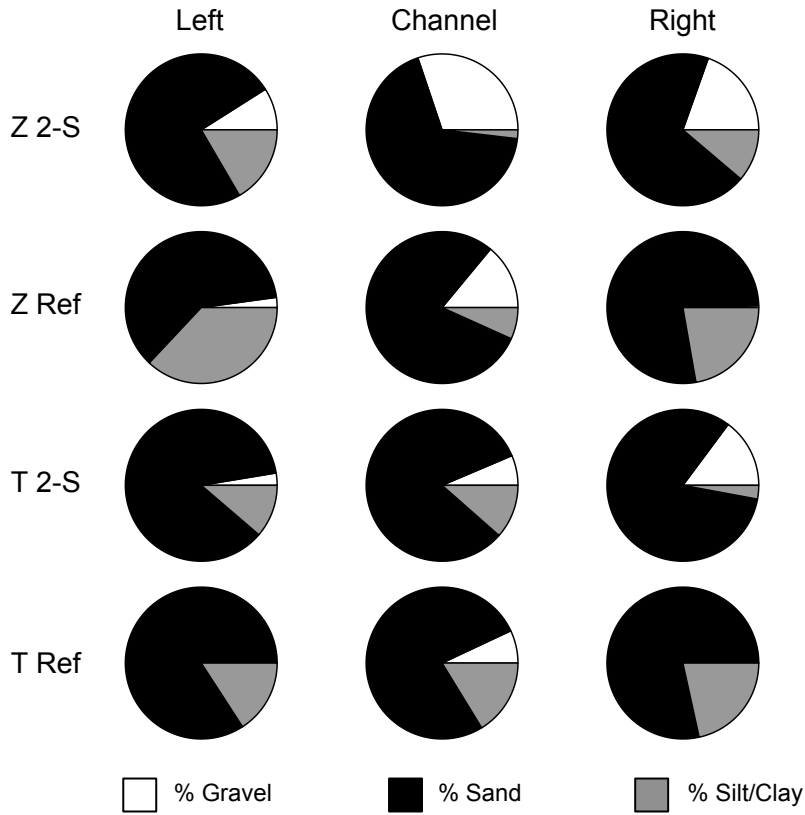 Left Channel Right
Z 2-S
Z Ref
T 2-S
T Ref
% Gravel % Sand % Silt/Clay